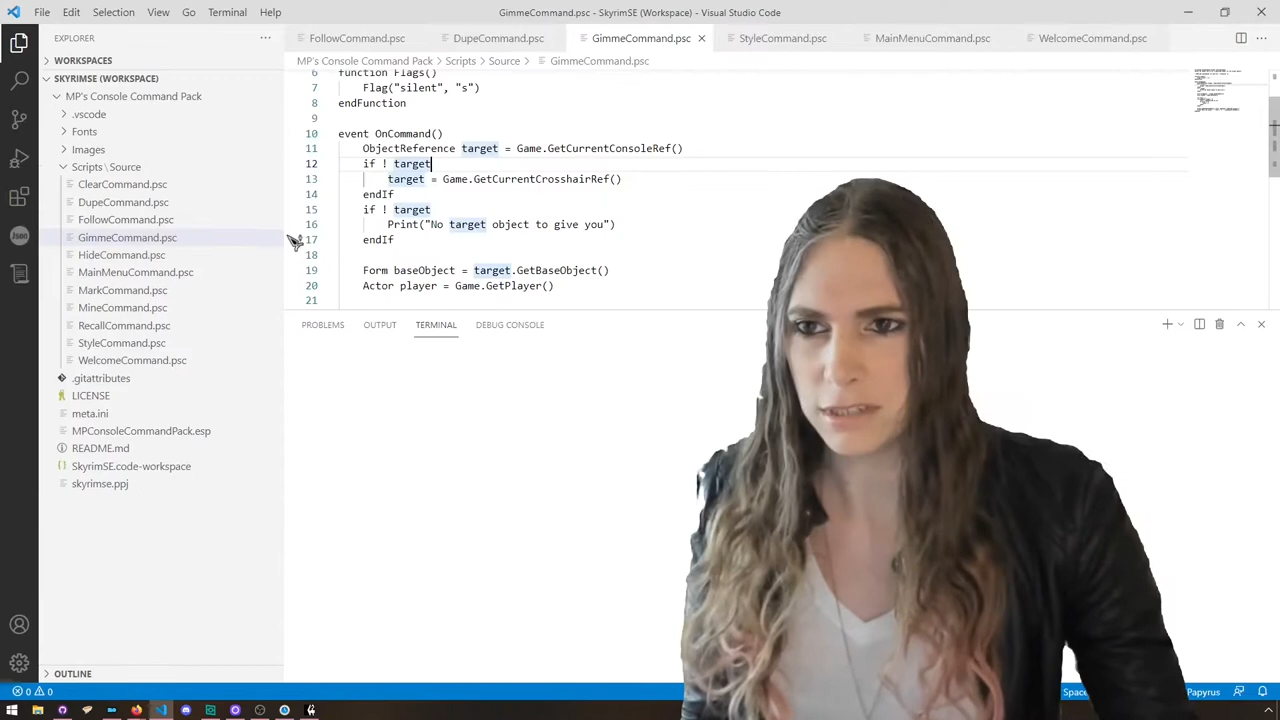 File Edit Selection View Go Terminal Help
GimmeCommand.psc - SkyrimSE (Workspace) - Visual Studio Code
EXPLORER
FollowCommand.psc DupeCommand.psc GimmeCommand.psc StyleCommand.psc MainMenuCommand.psc WelcomeCommand.psc
WORKSPACES
MP's Console Command Pack > Scripts > Source > GimmeCommand.psc
SKYRIMSE (WORKSPACE)
MP's Console Command Pack
.vscode
Fonts
Images
Scripts \ Source
ClearCommand.psc
DupeCommand.psc
FollowCommand.psc
GimmeCommand.psc
HideCommand.psc
MainMenuCommand.psc
MarkCommand.psc
MineCommand.psc
RecallCommand.psc
StyleCommand.psc
WelcomeCommand.psc
.gitattributes
LICENSE
meta.ini
MPConsoleCommandPack.esp
README.md
SkyrimSE.code-workspace
skyrimse.ppj
OUTLINE
6 function Flags()
7 Flag("silent", "s")
8 endFunction
9
10 event OnCommand()
11 ObjectReference target = Game.GetCurrentConsoleRef()
12 if ! target
13 target = Game.GetCurrentCrosshairRef()
14 endIf
15 if ! target
16 Print("No target object to give you")
17 endIf
18
19 Form baseObject = target.GetBaseObject()
20 Actor player = Game.GetPlayer()
21
PROBLEMS OUTPUT TERMINAL DEBUG CONSOLE
json
0 0
Papyrus